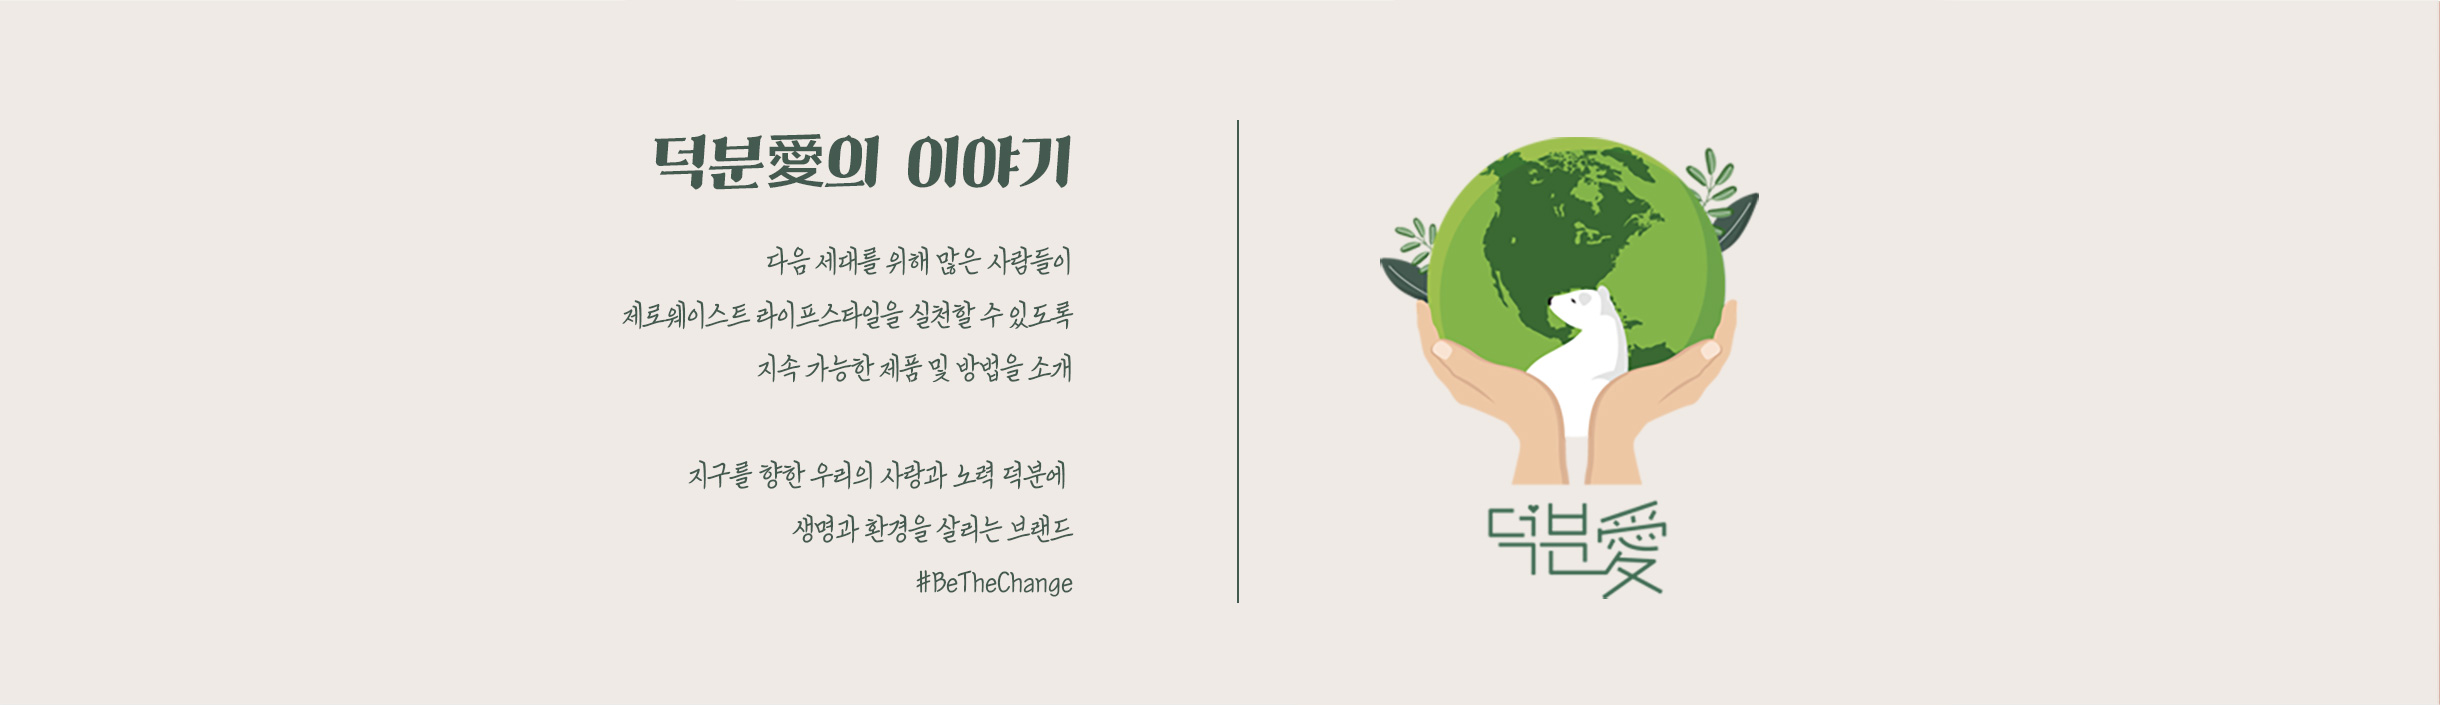 덕분愛의 이야기
다음 세대를 위해 많은 사람들이
제로웨이스트 라이프스타일을 실천할 수 있도록
지속 가능한 제품 및 방법을 소개
지구를 향한 우리의 사랑과 노력 덕분에
생명과 환경을 살리는 브랜드
#BeTheChange
덕분愛